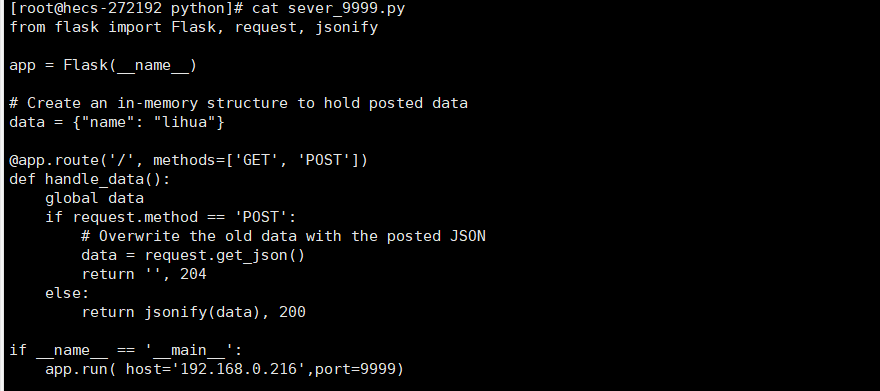 [root@hecs-272192 python]# cat sever_9999.py
from flask import Flask, request, jsonify
app = Flask(__name__)
# Create an in-memory structure to hold posted data
data = {"name": "lihua"}
@app.route('/', methods=['GET', 'POST'])
def handle_data():
    global data
    if request.method == 'POST':
        # Overwrite the old data with the posted JSON
        data = request.get_json()
        return '', 204
    else:
        return jsonify(data), 200
if __name__ == '__main__':
    app.run( host='192.168.0.216',port=9999)